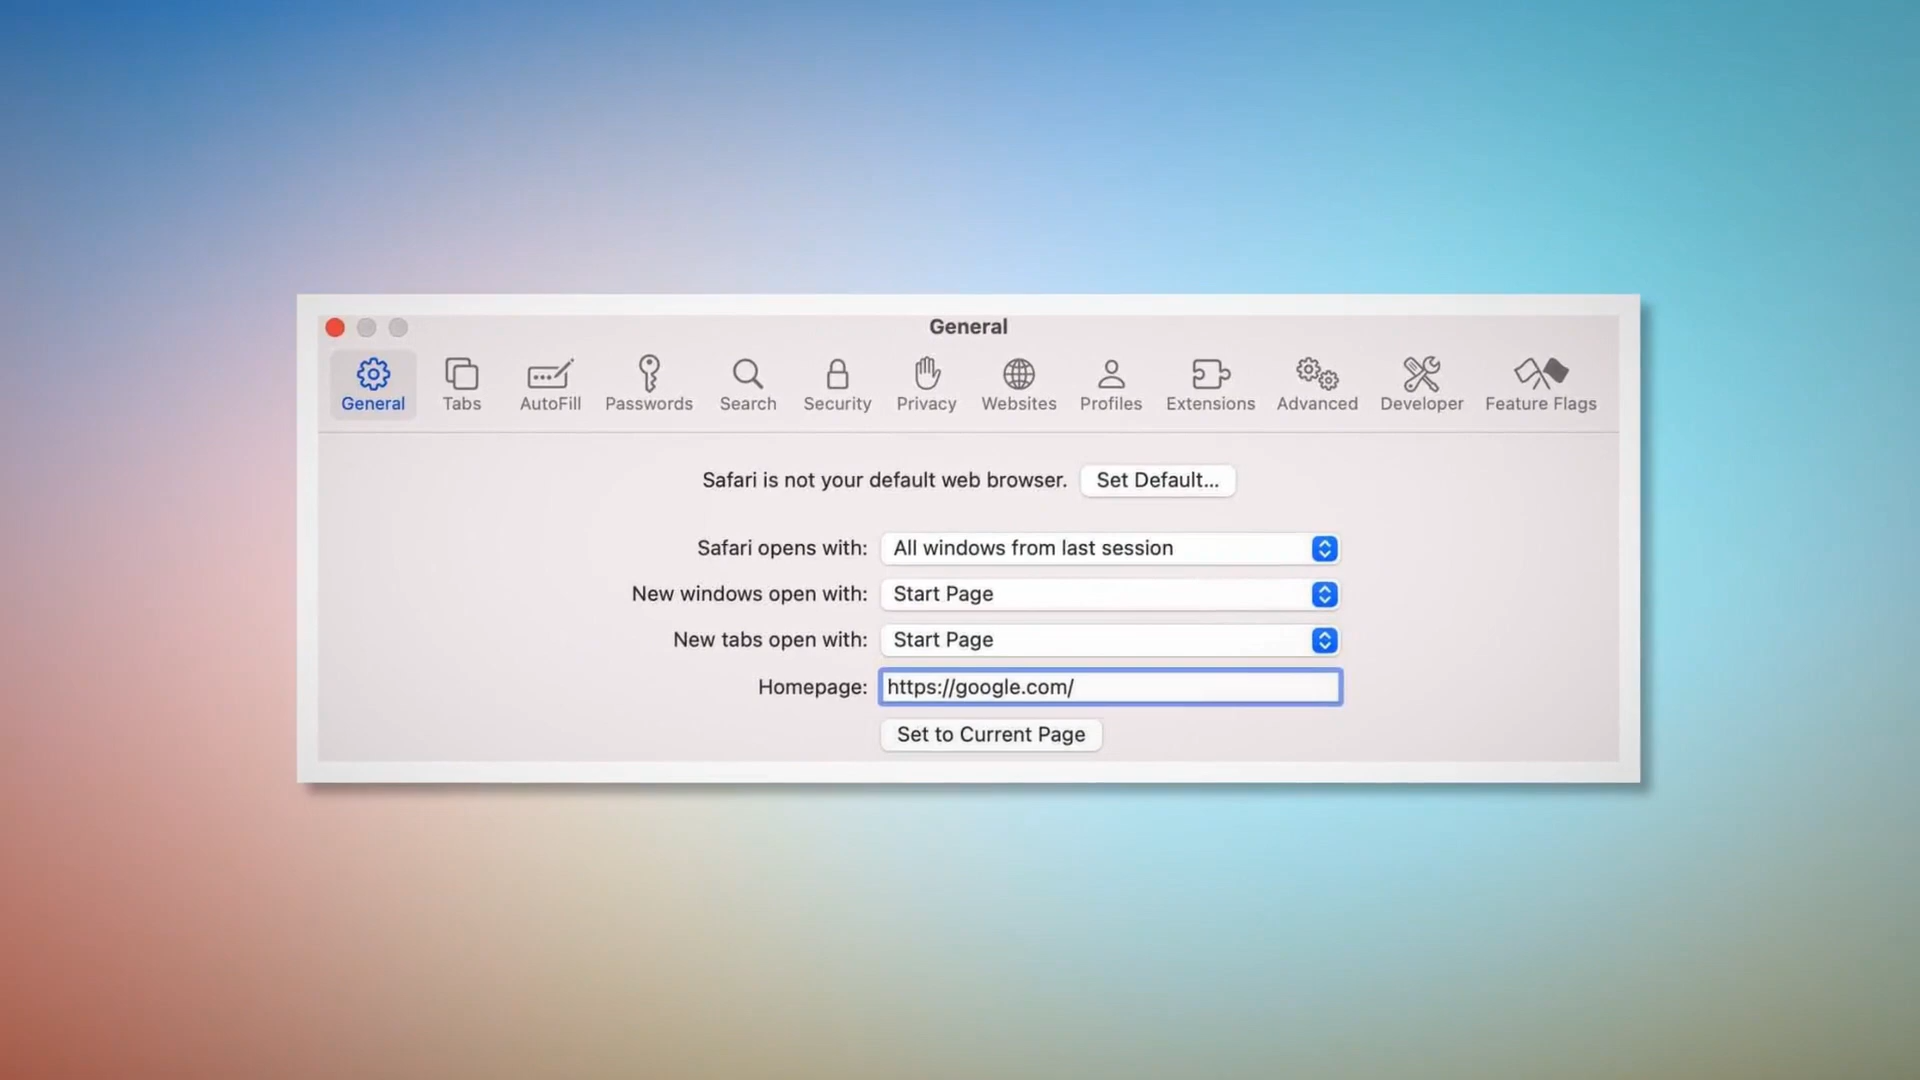 General
General Tabs AutoFill Passwords Search Security Privacy Websites Profiles Extensions Advanced Developer Feature Flags
Safari is not your default web browser. Set Default...
Safari opens with: All windows from last session
New windows open with: Start Page
New tabs open with: Start Page
Homepage: https://google.com/
Set to Current Page